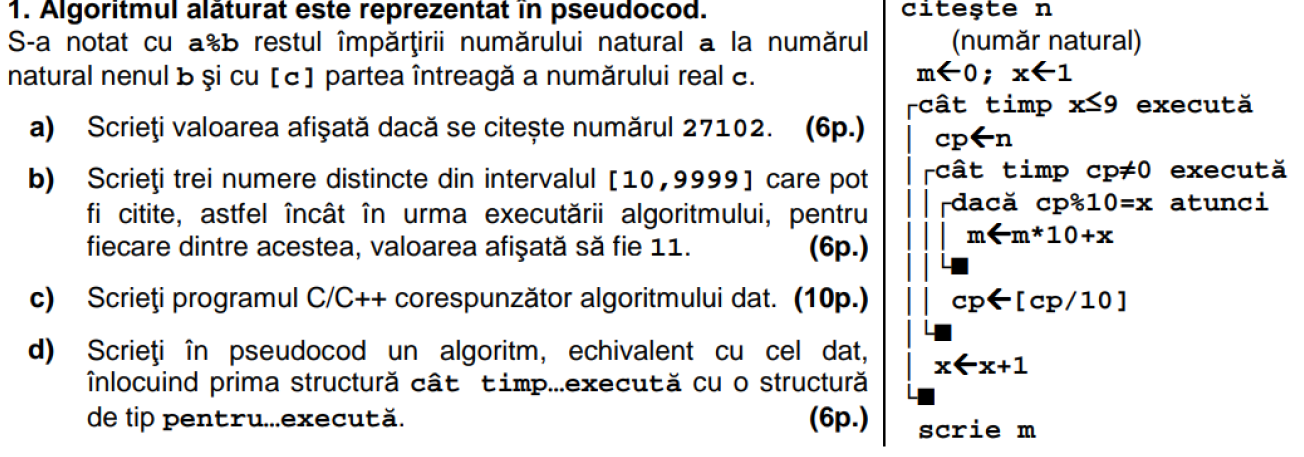 1. Algoritmul alăturat este reprezentat în pseudocod.
S-a notat cu a%b restul împărţirii numărului natural a la numărul
natural nenul b şi cu [c] partea întreagă a numărului real c.
a) Scrieţi valoarea afişată dacă se citește numărul 27102. (6p.)
b) Scrieţi trei numere distincte din intervalul [10,9999] care pot
fi citite, astfel încât în urma executării algoritmului, pentru
fiecare dintre acestea, valoarea afişată să fie 11. (6p.)
c) Scrieţi programul C/C++ corespunzător algoritmului dat. (10p.)
d) Scrieţi în pseudocod un algoritm, echivalent cu cel dat,
înlocuind prima structură cât timp...execută cu o structură
de tip pentru...execută. (6p.)
citeşte n
(număr natural)
m←0; x←1
┌cât timp x≤9 execută
│ cp←n
│┌cât timp cp≠0 execută
││┌dacă cp%10=x atunci
│││ m←m*10+x
││└■
││ cp←[cp/10]
│└■
│ x←x+1
└■
scrie m